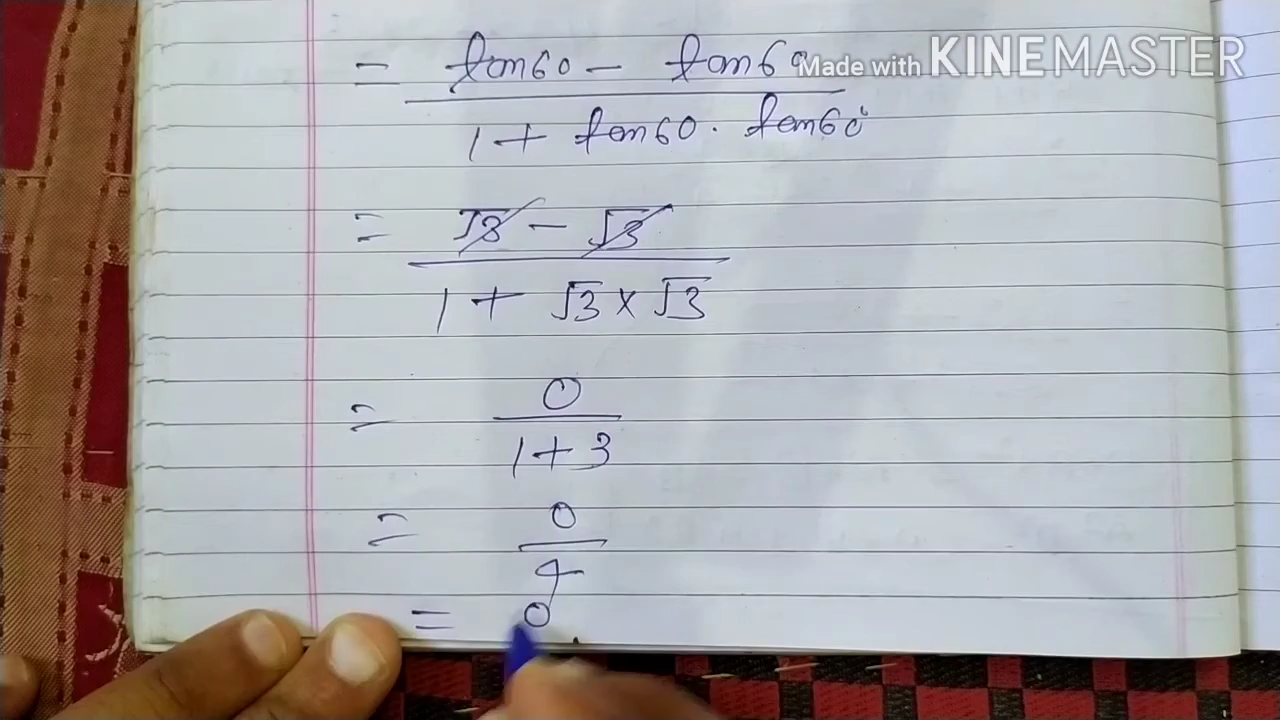 = tan60 - tan60
Made with KINEMASTER
1 + tan60 . tan60°
= √3 - √3
1 + √3 × √3
= 0
1 + 3
= 0
4
= 0